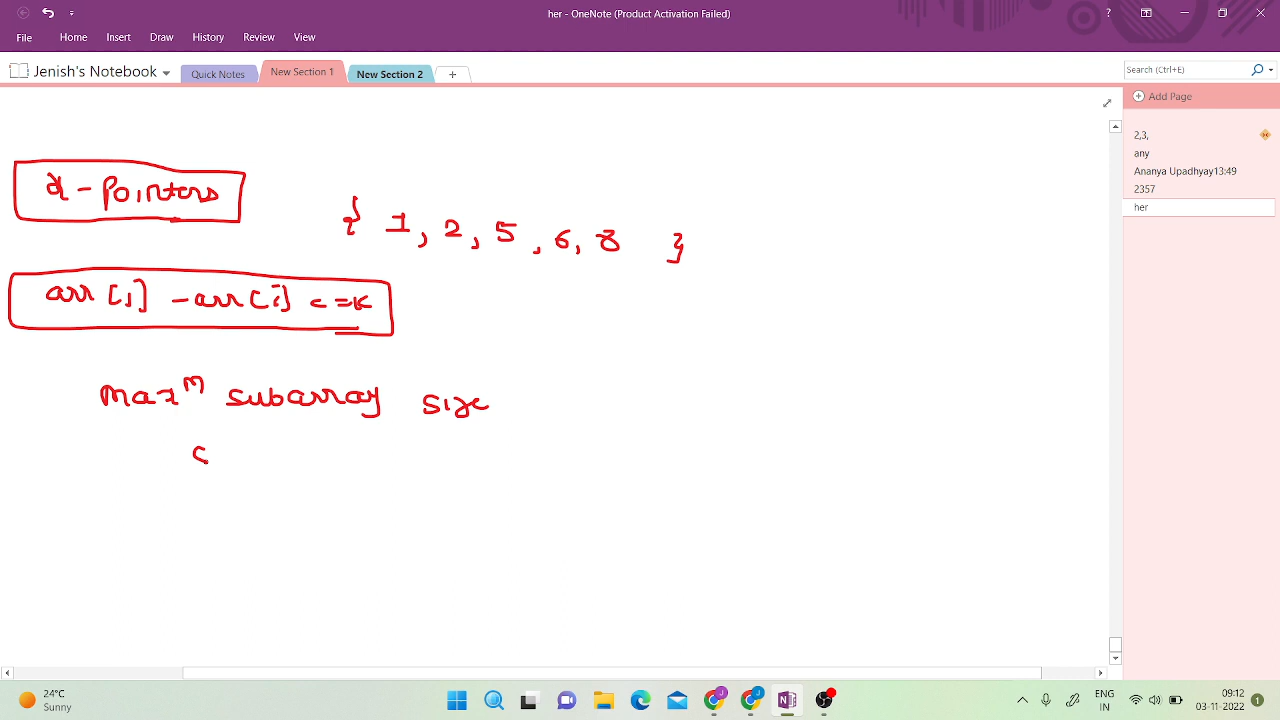 her - OneNote (Product Activation Failed)
?
File Home Insert Draw History Review View
Jenish's Notebook Quick Notes New Section 1 New Section 2 +
Search (Ctrl+E)
Add Page
2,3,
any
Ananya Upadhyay13:49
2357
her
2 - Pointers
{ 1, 2, 5, 6, 8 }
arr [j] - arr [i] <= K
maxᵐ subarray size
24°C
Sunny
ENG
IN
08:12
03-11-2022